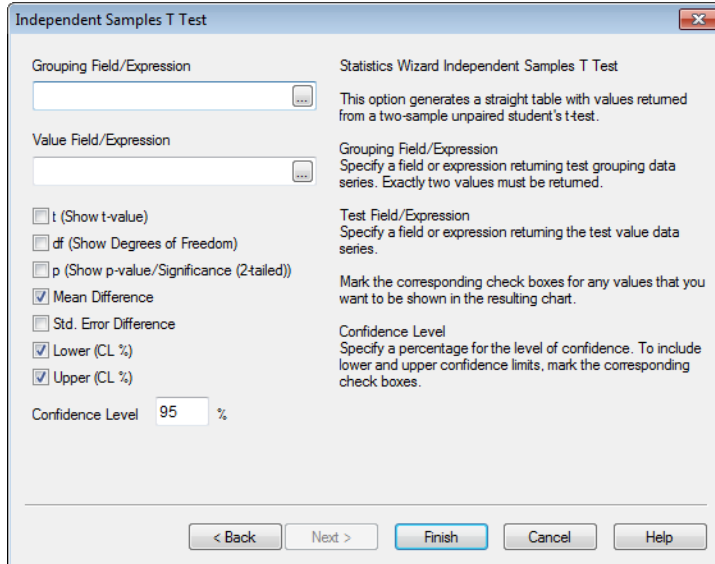 Independent Samples T Test
Grouping Field/Expression
...
Value Field/Expression
...
t (Show t-value)
df (Show Degrees of Freedom)
p (Show p-value/Significance (2-tailed))
Mean Difference
Std. Error Difference
Lower (CL %)
Upper (CL %)
Confidence Level 95 %
Statistics Wizard Independent Samples T Test
This option generates a straight table with values returned
from a two-sample unpaired student's t-test.
Grouping Field/Expression
Specify a field or expression returning test grouping data
series. Exactly two values must be returned.
Test Field/Expression
Specify a field or expression returning the test value data
series.
Mark the corresponding check boxes for any values that you
want to be shown in the resulting chart.
Confidence Level
Specify a percentage for the level of confidence. To include
lower and upper confidence limits, mark the corresponding
check boxes.
< Back Next > Finish Cancel Help